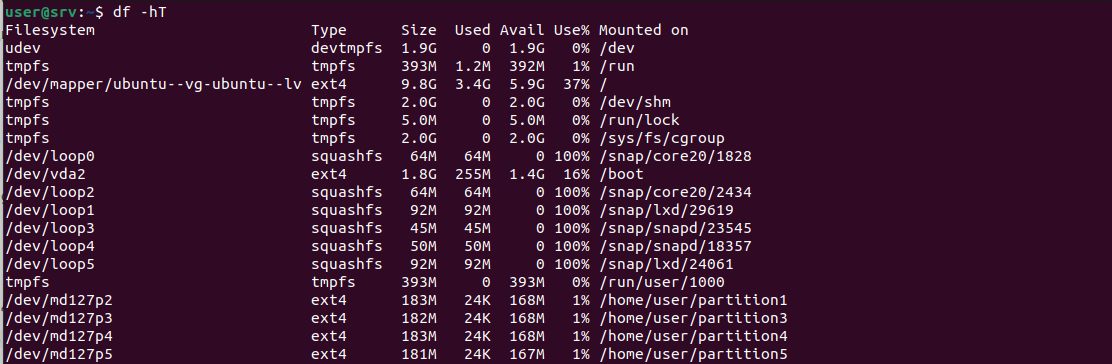 user@srv:~$ df -hT
Filesystem                        Type      Size  Used Avail Use% Mounted on
udev                              devtmpfs  1.9G     0  1.9G   0% /dev
tmpfs                             tmpfs     393M  1.2M  392M   1% /run
/dev/mapper/ubuntu--vg-ubuntu--lv ext4      9.8G  3.4G  5.9G  37% /
tmpfs                             tmpfs     2.0G     0  2.0G   0% /dev/shm
tmpfs                             tmpfs     5.0M     0  5.0M   0% /run/lock
tmpfs                             tmpfs     2.0G     0  2.0G   0% /sys/fs/cgroup
/dev/loop0                        squashfs   64M   64M     0 100% /snap/core20/1828
/dev/vda2                         ext4      1.8G  255M  1.4G  16% /boot
/dev/loop2                        squashfs   64M   64M     0 100% /snap/core20/2434
/dev/loop1                        squashfs   92M   92M     0 100% /snap/lxd/29619
/dev/loop3                        squashfs   45M   45M     0 100% /snap/snapd/23545
/dev/loop4                        squashfs   50M   50M     0 100% /snap/snapd/18357
/dev/loop5                        squashfs   92M   92M     0 100% /snap/lxd/24061
tmpfs                             tmpfs     393M     0  393M   0% /run/user/1000
/dev/md127p2                      ext4      183M   24K  168M   1% /home/user/partition1
/dev/md127p3                      ext4      182M   24K  168M   1% /home/user/partition3
/dev/md127p4                      ext4      183M   24K  168M   1% /home/user/partition4
/dev/md127p5                      ext4      181M   24K  167M   1% /home/user/partition5